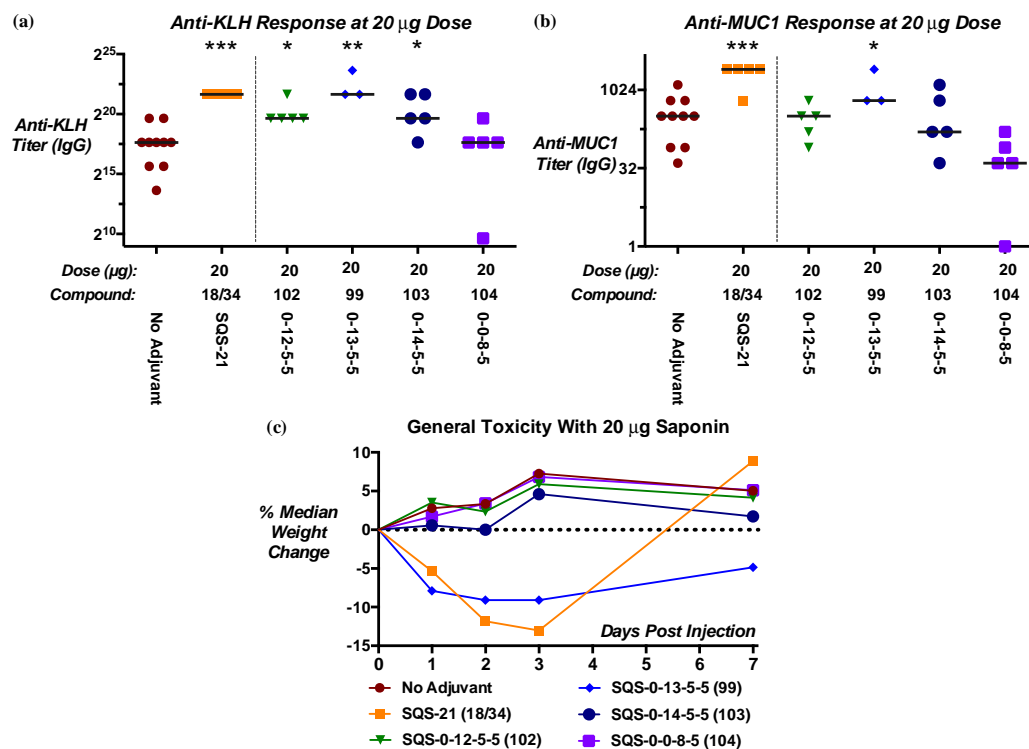 (a)
Anti-KLH Response at 20 µg Dose
*** * ** *
2^25
2^20
2^15
2^10
Anti-KLH
Titer (IgG)
Dose (µg): 20 20 20 20 20
Compound: 18/34 102 99 103 104
No Adjuvant
SQS-21
0-12-5-5
0-13-5-5
0-14-5-5
0-0-8-5
(b)
Anti-MUC1 Response at 20 µg Dose
*** *
1024
32
1
Anti-MUC1
Titer (IgG)
Dose (µg): 20 20 20 20 20
Compound: 18/34 102 99 103 104
No Adjuvant
SQS-21
0-12-5-5
0-13-5-5
0-14-5-5
0-0-8-5
(c)
General Toxicity With 20 µg Saponin
10
5
0
-5
-10
-15
% Median
Weight
Change
Days Post Injection
0 1 2 3 4 5 6 7
No Adjuvant
SQS-21 (18/34)
SQS-0-12-5-5 (102)
SQS-0-13-5-5 (99)
SQS-0-14-5-5 (103)
SQS-0-0-8-5 (104)